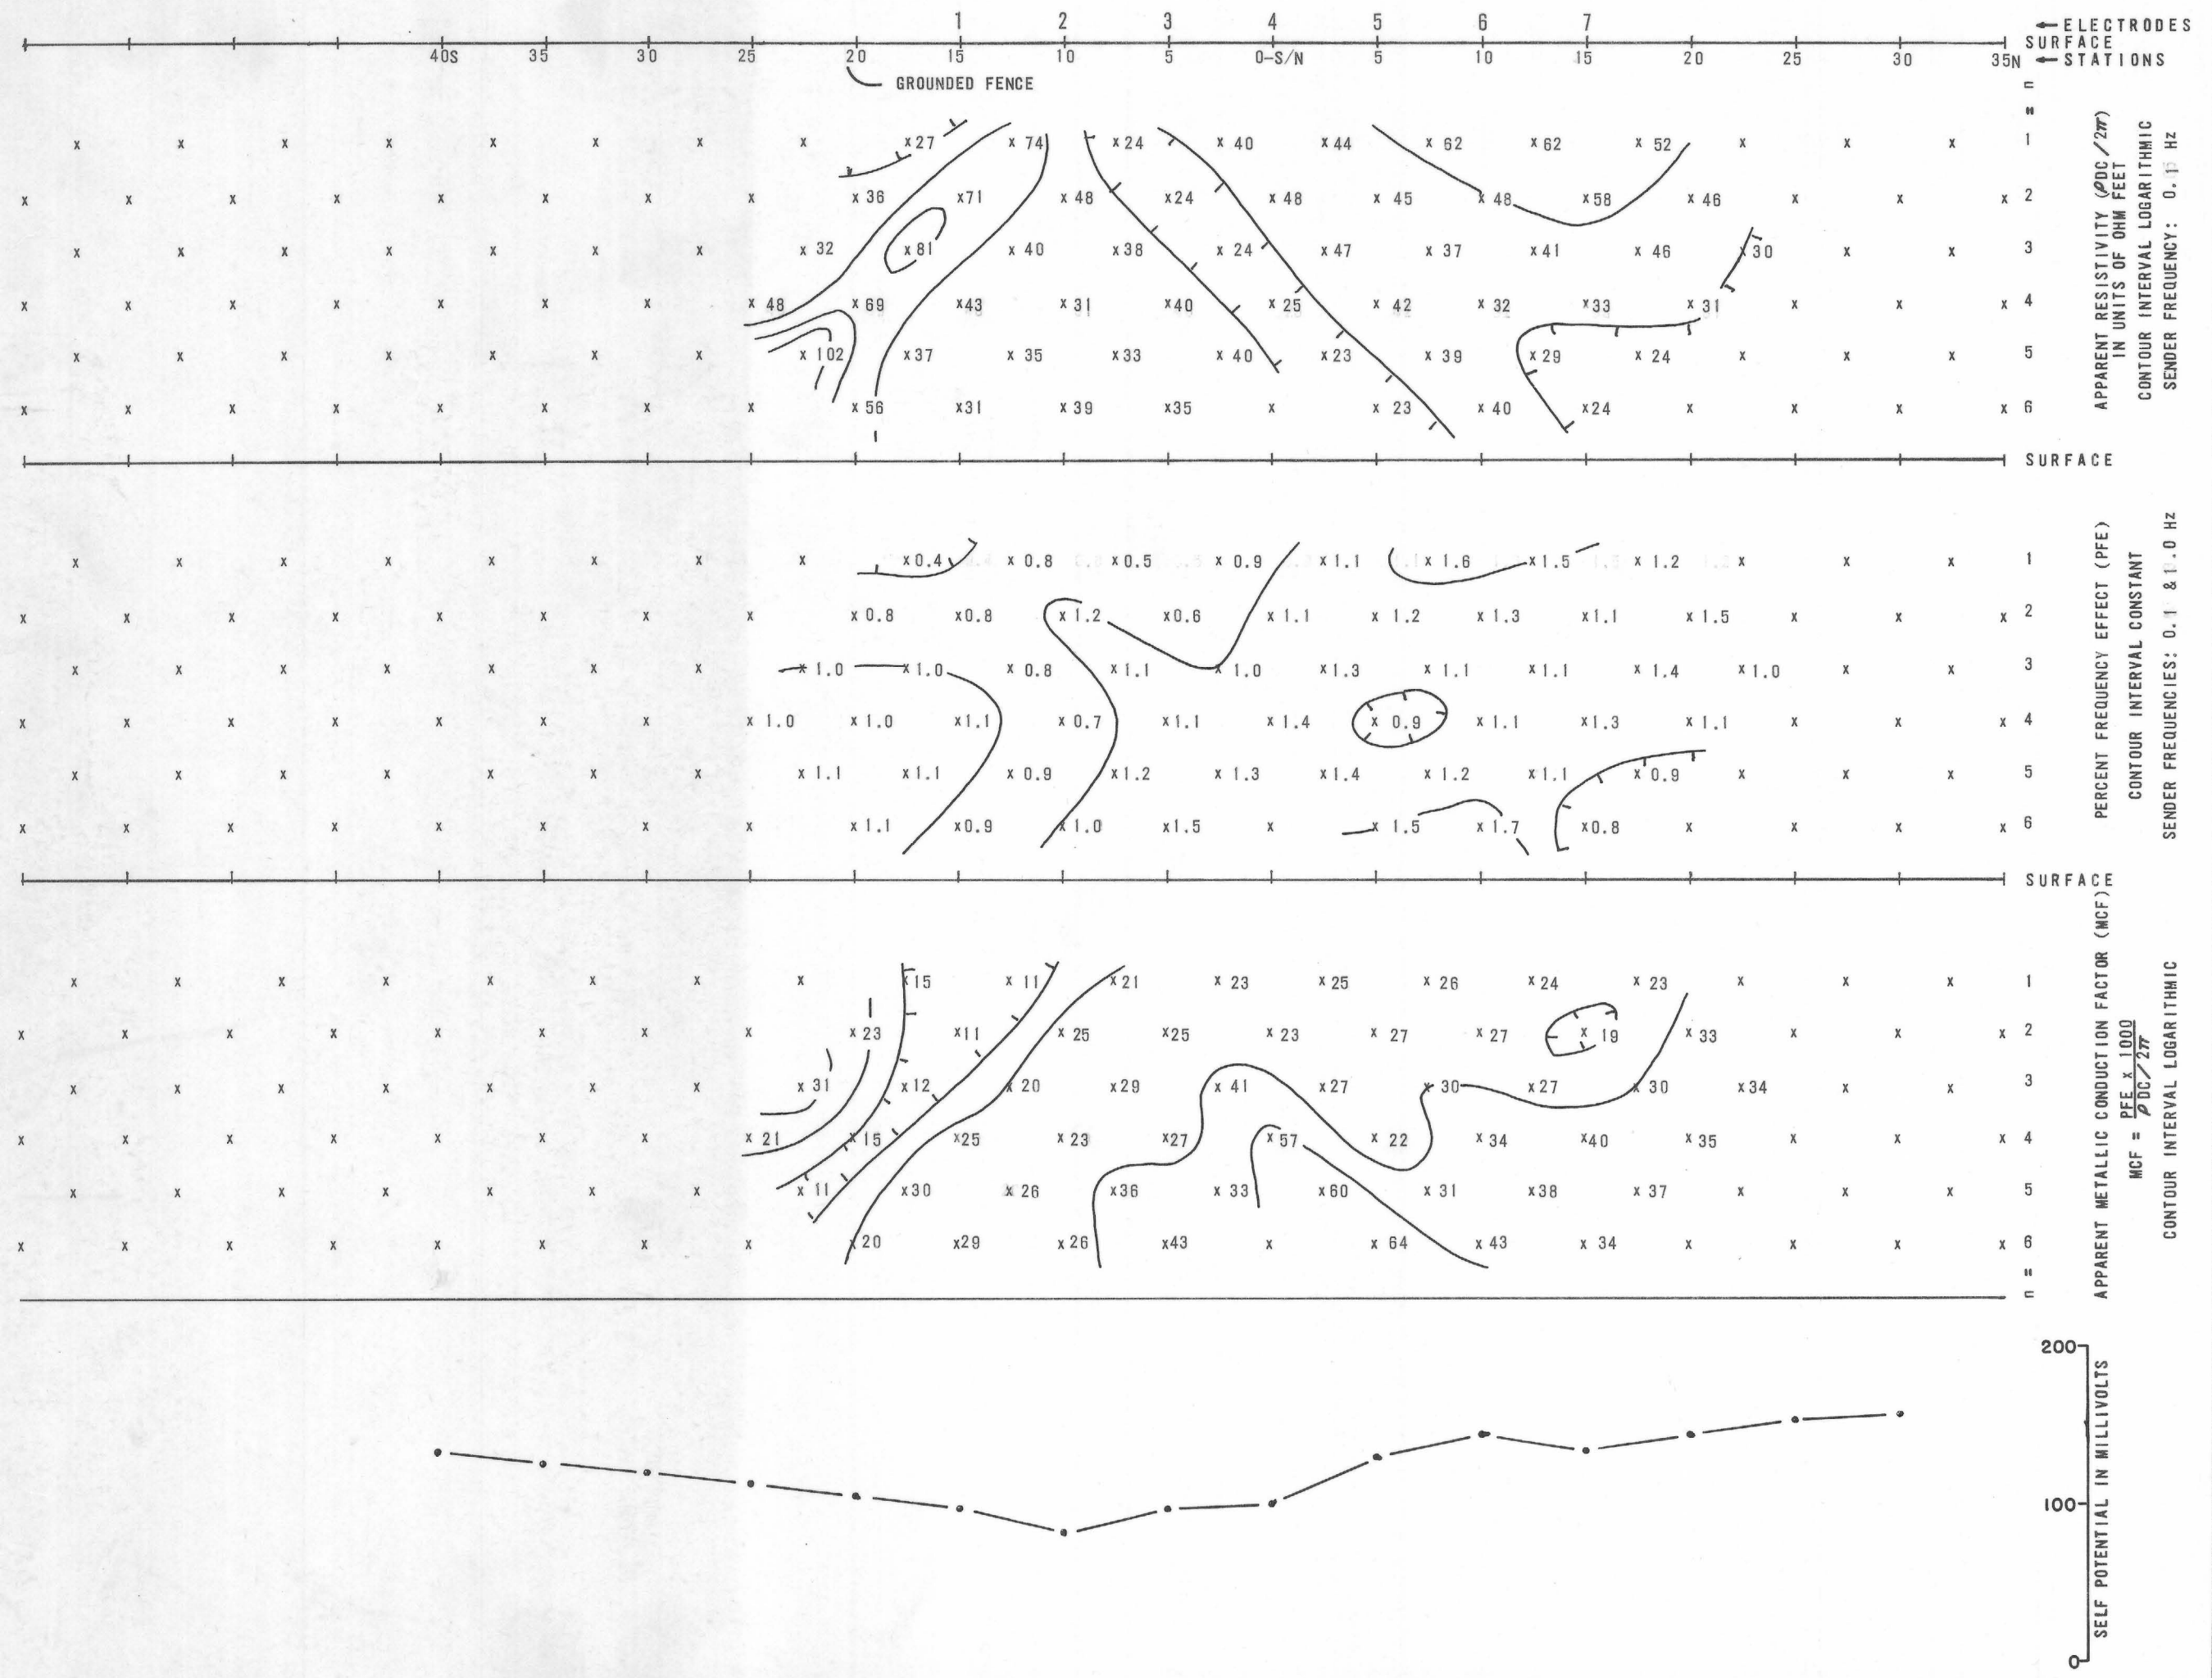 1 2 3 4 5 6 7 ←ELECTRODES
SURFACE
40S 35 30 25 20 15 10 5 0-S/N 5 10 15 20 25 30 35N ←STATIONS
GROUNDED FENCE
n =
x x x x x x x x x 27 x 74 x 24 x 40 x 44 x 62 x 62 x 52 x x x 1
x x x x x x x x x 36 x 71 x 48 x 24 x 48 x 45 x 48 x 58 x 46 x x x 2
x x x x x x x x 32 x 81 x 40 x 38 x 24 x 47 x 37 x 41 x 46 x 30 x x 3
x x x x x x x x 48 x 69 x 43 x 31 x 40 x 25 x 42 x 32 x 33 x 31 x x x 4
x x x x x x x x 102 x 37 x 35 x 33 x 40 x 23 x 39 x 29 x 24 x x x 5
x x x x x x x x x 56 x 31 x 39 x 35 x x 23 x 40 x 24 x x x x 6
APPARENT RESISTIVITY (ρDC/2π)
IN UNITS OF OHM FEET
CONTOUR INTERVAL LOGARITHMIC
SENDER FREQUENCY: 0. Hz
SURFACE
x x x x x x x x x 0.4 x 0.8 x 0.5 x 0.9 x 1.1 x 1.6 x 1.5 x 1.2 x x x 1
x x x x x x x x x 0.8 x 0.8 x 1.2 x 0.6 x 1.1 x 1.2 x 1.3 x 1.1 x 1.5 x x x 2
x x x x x x x x 1.0 x 1.0 x 0.8 x 1.1 x 1.0 x 1.3 x 1.1 x 1.1 x 1.4 x 1.0 x x 3
x x x x x x x x 1.0 x 1.0 x 1.1 x 0.7 x 1.1 x 1.4 x 0.9 x 1.1 x 1.3 x 1.1 x x x 4
x x x x x x x x 1.1 x 1.1 x 0.9 x 1.2 x 1.3 x 1.4 x 1.2 x 1.1 x 0.9 x x x 5
x x x x x x x x x 1.1 x 0.9 x 1.0 x 1.5 x x 1.5 x 1.7 x 0.8 x x x x 6
PERCENT FREQUENCY EFFECT (PFE)
CONTOUR INTERVAL CONSTANT
SENDER FREQUENCIES: 0.1 & 1.0 Hz
SURFACE
x x x x x x x x x 15 x 11 x 21 x 23 x 25 x 26 x 24 x 23 x x x 1
x x x x x x x x x 23 x 11 x 25 x 25 x 23 x 27 x 27 x 19 x 33 x x x 2
x x x x x x x x 31 x 12 x 20 x 29 x 41 x 27 x 30 x 27 x 30 x 34 x x 3
x x x x x x x x 21 x 15 x 25 x 23 x 27 x 57 x 22 x 34 x 40 x 35 x x x 4
x x x x x x x x 11 x 30 x 26 x 36 x 33 x 60 x 31 x 38 x 37 x x x 5
x x x x x x x x x 20 x 29 x 26 x 43 x x 64 x 43 x 34 x x x x 6
n =
APPARENT METALLIC CONDUCTION FACTOR (MCF)
MCF = PFE x 1000
ρDC/2π
CONTOUR INTERVAL LOGARITHMIC
200
100
0
SELF POTENTIAL IN MILLIVOLTS